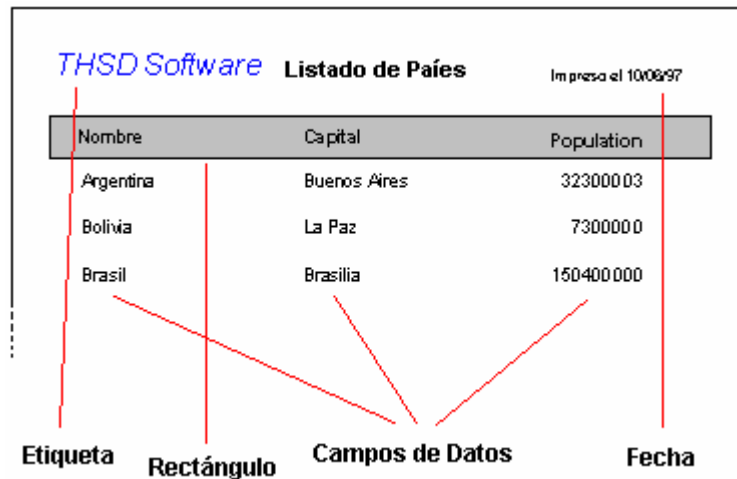 THSD Software Listado de Países Impreso el 10/06/97
Nombre Capital Population
Argentina Buenos Aires 32300003
Bolivia La Paz 7300000
Brasil Brasilia 150400000
Etiqueta Rectángulo Campos de Datos Fecha